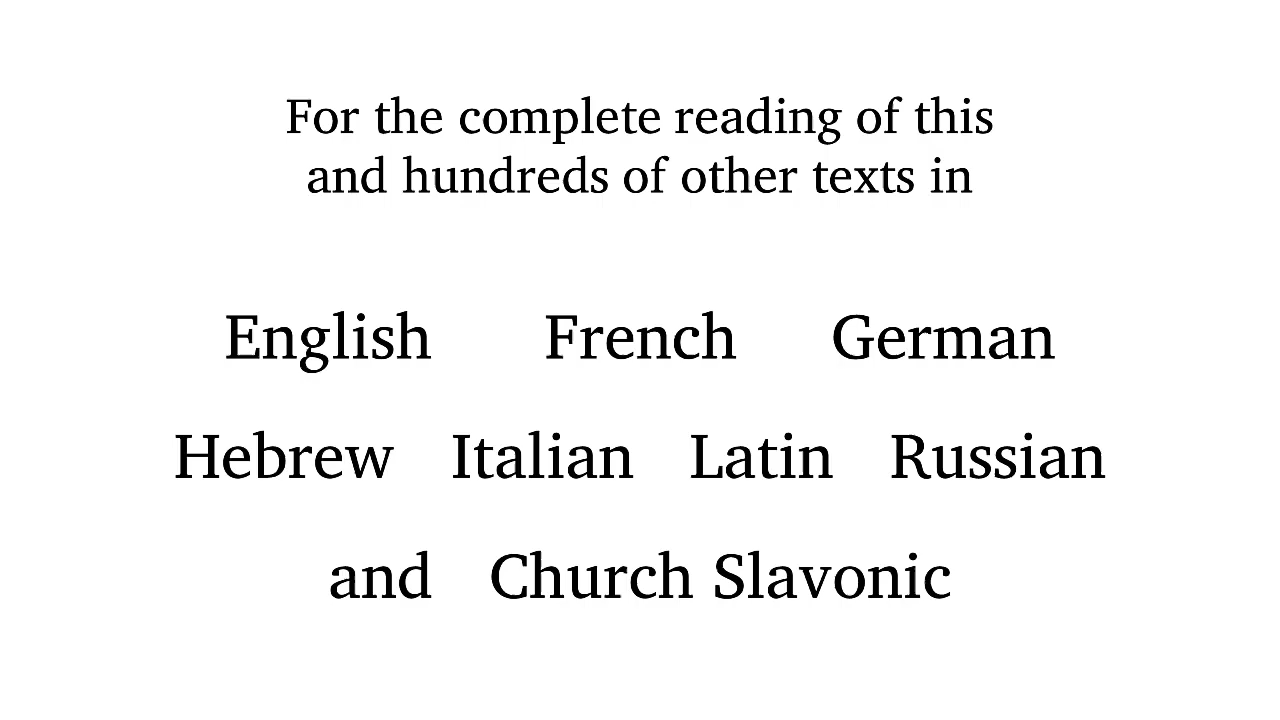 For the complete reading of this
and hundreds of other texts in
English French German
Hebrew Italian Latin Russian
and Church Slavonic